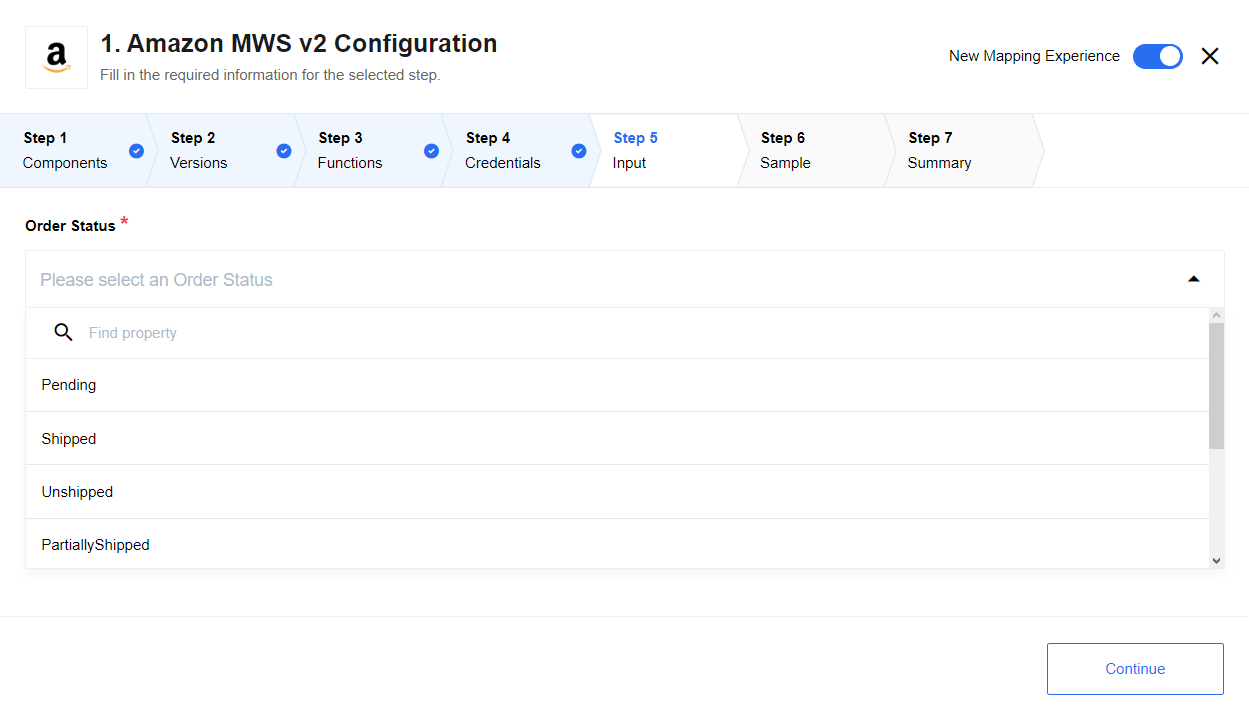 a
1. Amazon MWS v2 Configuration
Fill in the required information for the selected step.
New Mapping Experience
Step 1
Components
Step 2
Versions
Step 3
Functions
Step 4
Credentials
Step 5
Input
Step 6
Sample
Step 7
Summary
Order Status *
Please select an Order Status
Find property
Pending
Shipped
Unshipped
PartiallyShipped
Continue